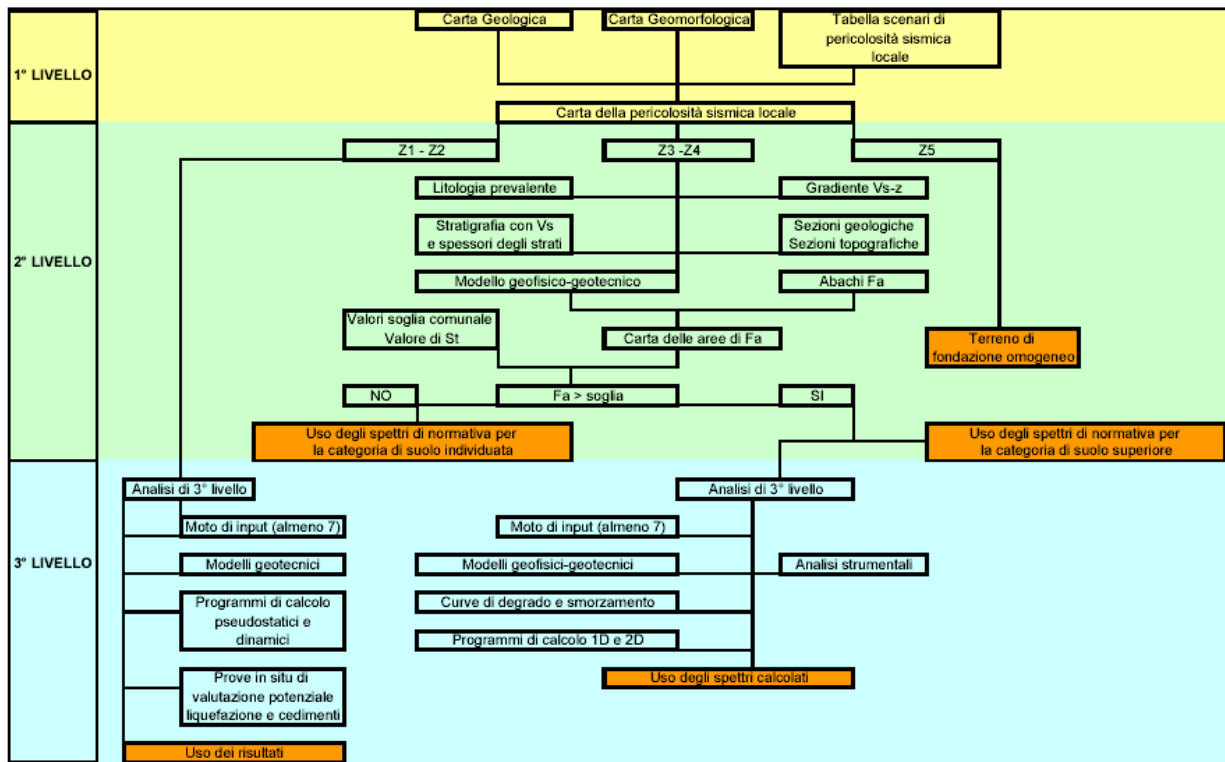 Carta Geologica
Carta Geomorfologica
Tabella scenari di
pericolosità sismica
locale
1° LIVELLO
Carta della pericolosità sismica locale
Z1 - Z2
Z3 -Z4
Z5
Litologia prevalente
Gradiente Vs-z
Stratigrafia con Vs
e spessori degli strati
Sezioni geologiche
Sezioni topografiche
2° LIVELLO
Modello geofisico-geotecnico
Abachi Fa
Valori soglia comunale
Valore di St
Carta delle aree di Fa
Terreno di
fondazione omogeneo
NO
Fa > soglia
SI
Uso degli spettri di normativa per
la categoria di suolo individuata
Uso degli spettri di normativa per
la categoria di suolo superiore
Analisi di 3° livello
Analisi di 3° livello
Moto di input (almeno 7)
Moto di input (almeno 7)
3° LIVELLO
Modelli geotecnici
Modelli geofisici-geotecnici
Analisi strumentali
Programmi di calcolo
pseudostatici e
dinamici
Curve di degrado e smorzamento
Programmi di calcolo 1D e 2D
Prove in situ di
valutazione potenziale
liquefazione e cedimenti
Uso degli spettri calcolati
Uso dei risultati